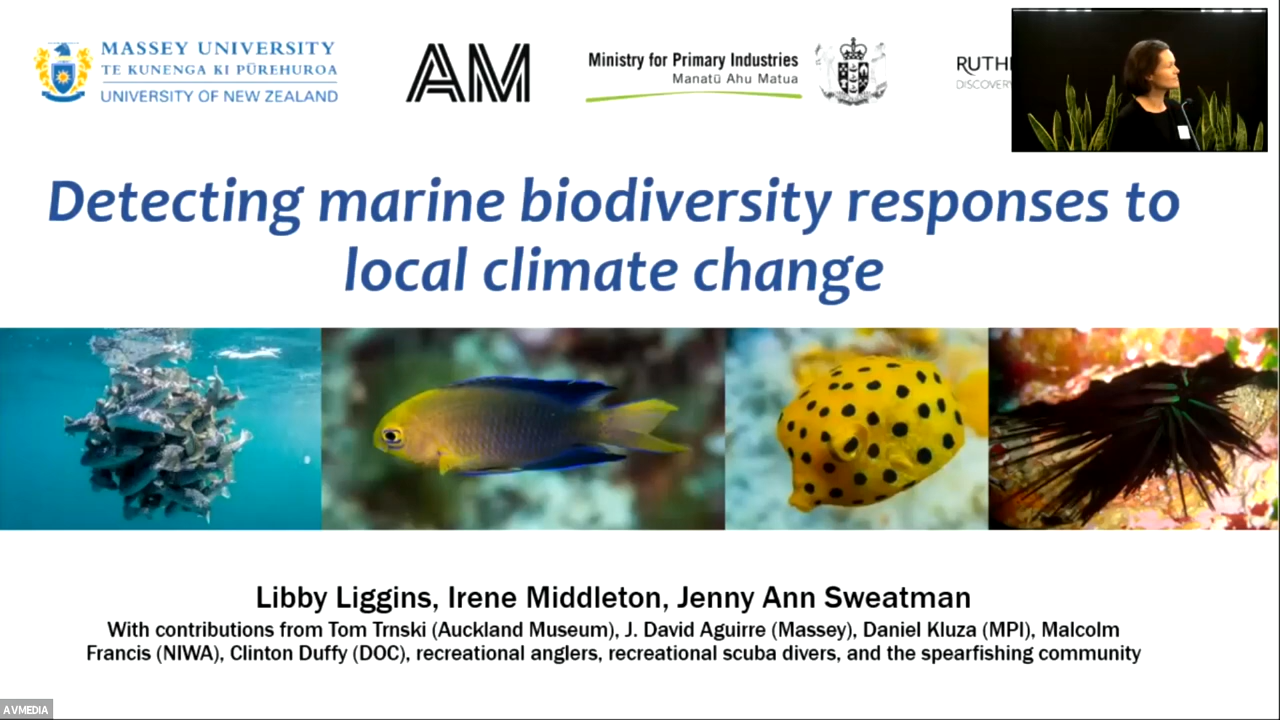 MASSEY UNIVERSITY
TE KUNENGA KI PŪREHUROA
UNIVERSITY OF NEW ZEALAND
AM
Ministry for Primary Industries
Manatū Ahu Matua
DISCOVERY
Detecting marine biodiversity responses to
local climate change
Libby Liggins, Irene Middleton, Jenny Ann Sweatman
With contributions from Tom Trnski (Auckland Museum), J. David Aguirre (Massey), Daniel Kluza (MPI), Malcolm
Francis (NIWA), Clinton Duffy (DOC), recreational anglers, recreational scuba divers, and the spearfishing community
AVMEDIA